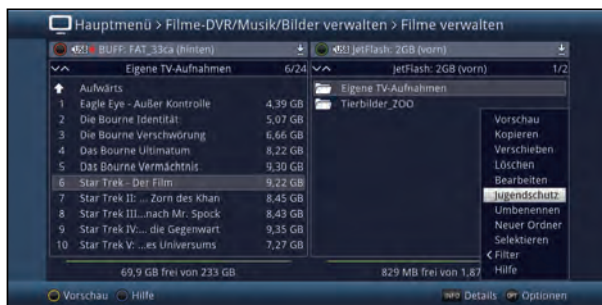 Hauptmenü > Filme-DVR/Musik/Bilder verwalten > Filme verwalten
USB BUFF: FAT_33ca (hinten)
Eigene TV-Aufnahmen 6/24
Aufwärts
1 Eagle Eye - Außer Kontrolle 4,39 GB
2 Die Bourne Identität 5,07 GB
3 Die Bourne Verschwörung 6,66 GB
4 Das Bourne Ultimatum 8,22 GB
5 Das Bourne Vermächtnis 9,30 GB
6 Star Trek - Der Film 9,22 GB
7 Star Trek II: ... Zorn des Khan 8,45 GB
8 Star Trek III...nach Mr. Spock 8,43 GB
9 Star Trek IV:... die Gegenwart 9,35 GB
10 Star Trek V: ...es Universums 7,27 GB
69,9 GB frei von 233 GB
USB JetFlash: 2GB (vorn)
JetFlash: 2GB (vorn) 1/2
Eigene TV-Aufnahmen
Tierbilder_ZOO
829 MB frei von 1,87
Vorschau
Kopieren
Verschieben
Löschen
Bearbeiten
Jugendschutz
Umbenennen
Neuer Ordner
Selektieren
< Filter
Hilfe
Vorschau Hilfe
INFO Details OPT Optionen